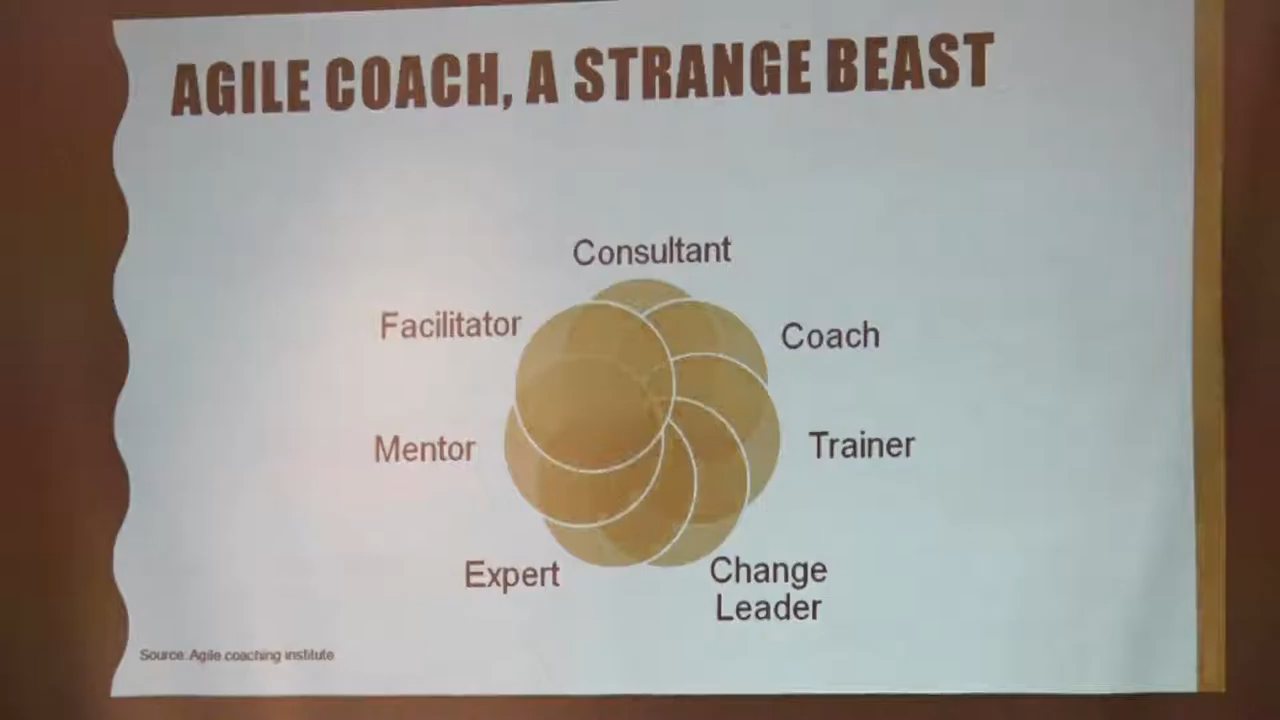 AGILE COACH, A STRANGE BEAST
Consultant
Facilitator
Coach
Mentor
Trainer
Expert
Change
Leader
Source: Agile coaching institute